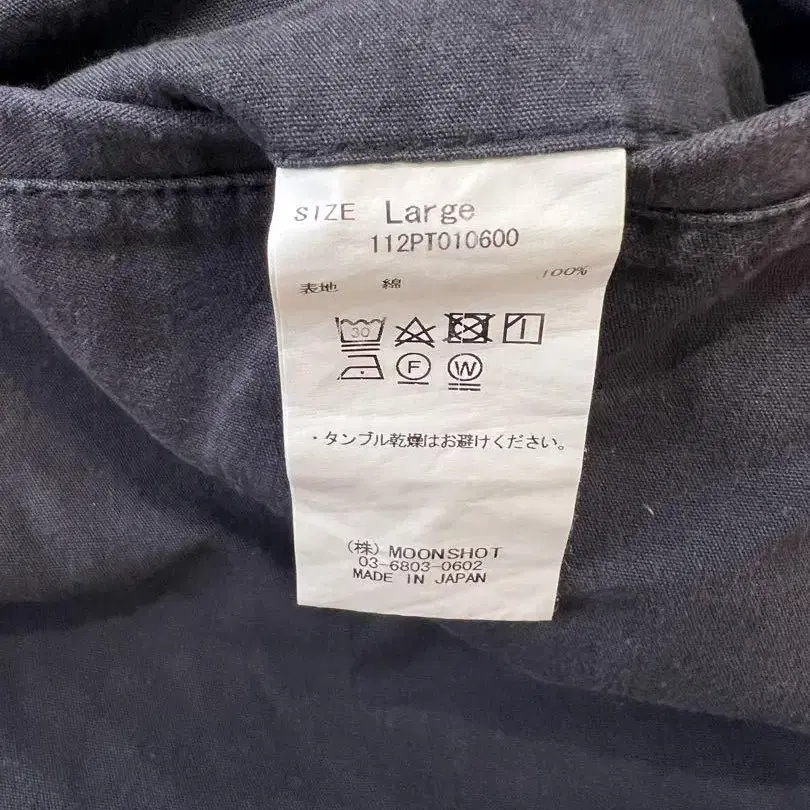 SIZE Large
112PT010600
表地 綿 100%
30
F W
・タンブル乾燥はお避けください。
(株) MOONSHOT
03-6803-0602
MADE IN JAPAN